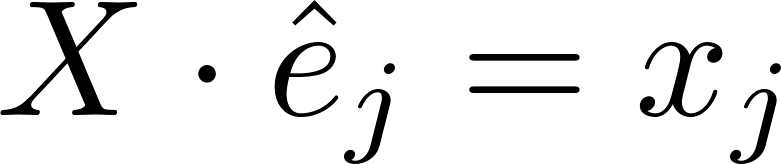 X · ê_j = x_j